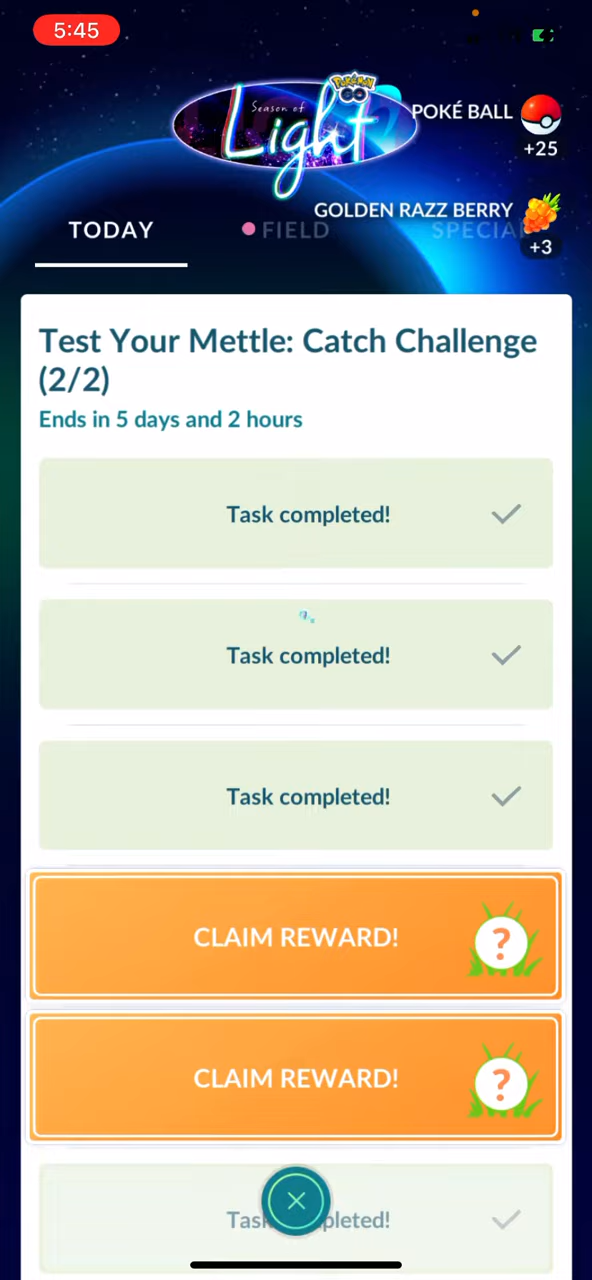 5:45
POKÉMON GO
Season of
Light
POKÉ BALL
+25
GOLDEN RAZZ BERRY
+3
TODAY
FIELD
Test Your Mettle: Catch Challenge
(2/2)
Ends in 5 days and 2 hours
Task completed!
Task completed!
Task completed!
CLAIM REWARD!
?
CLAIM REWARD!
?